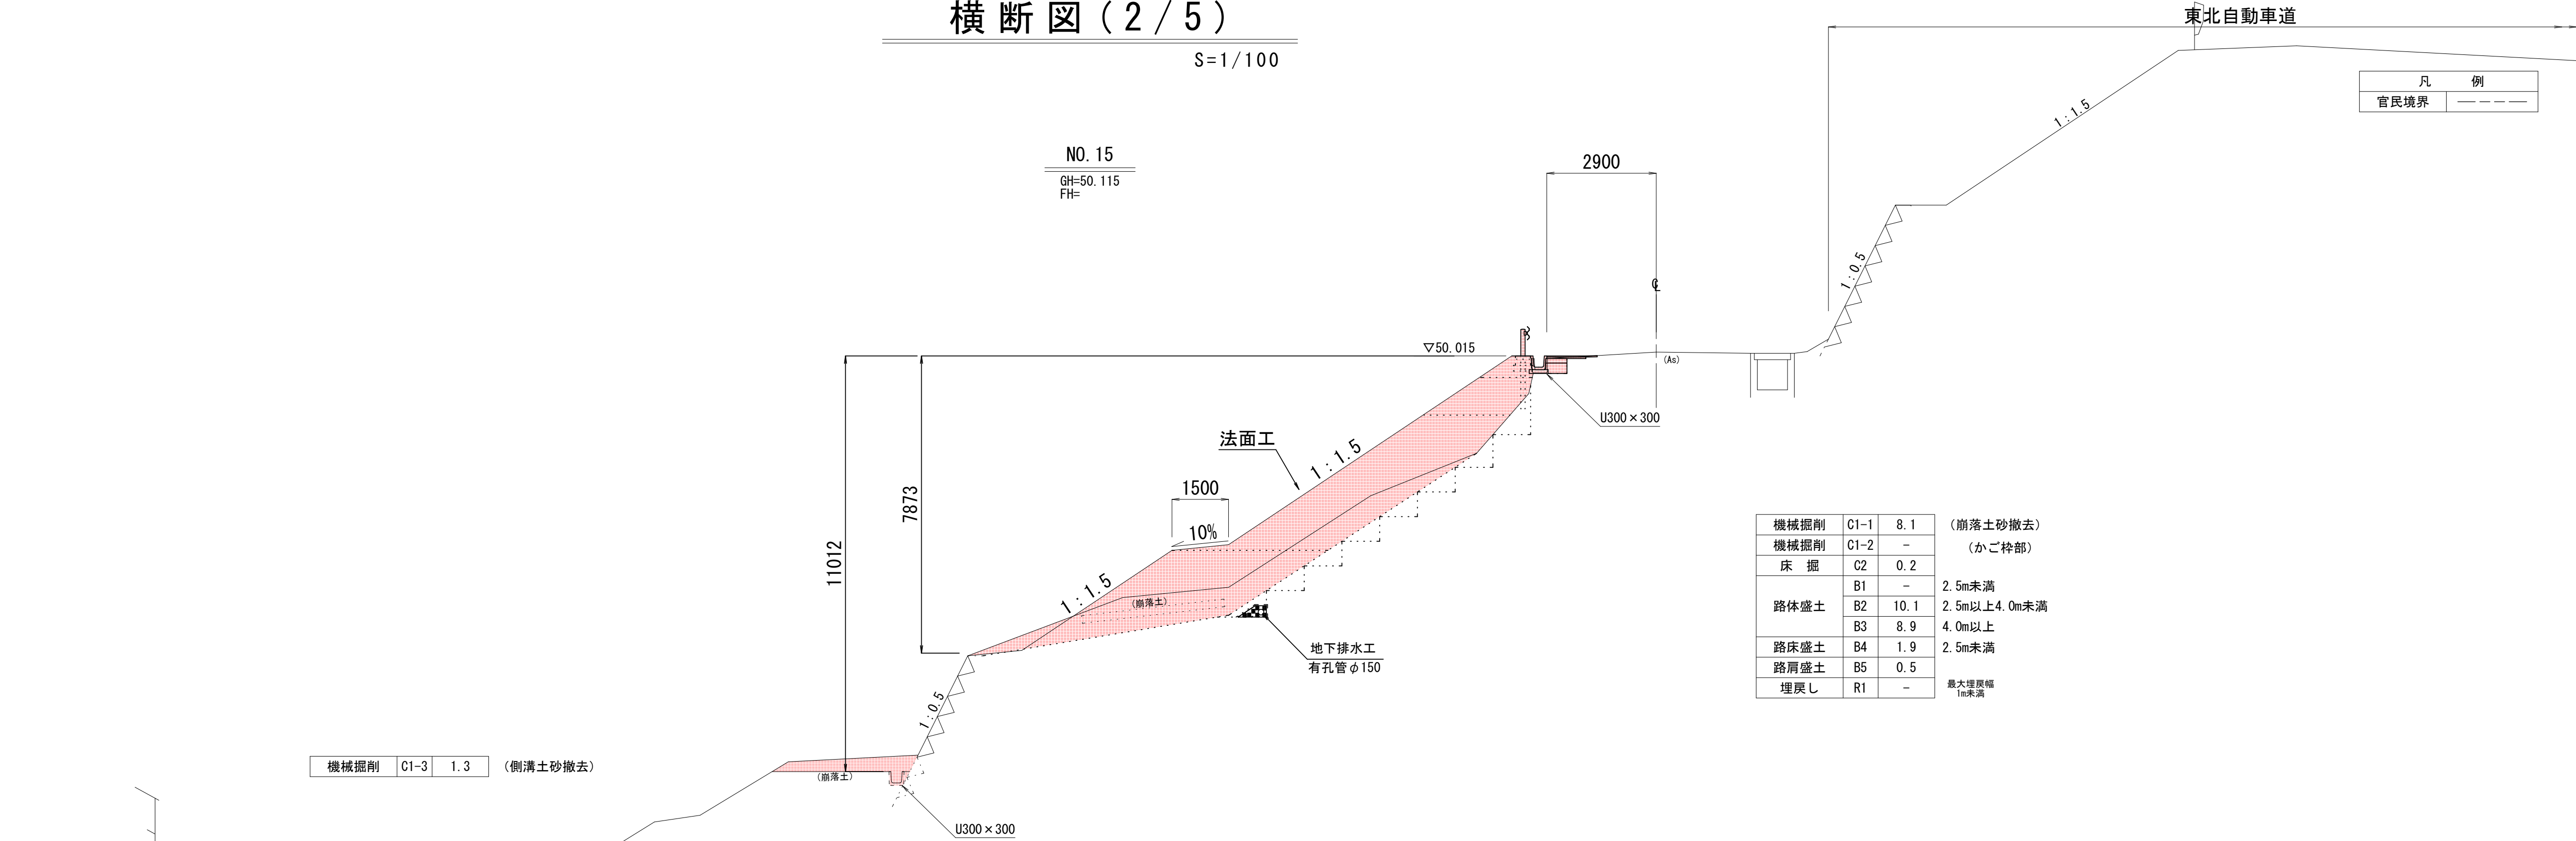 横断図(2/5)
S=1/100
東北自動車道
凡 例
官民境界
NO.15
GH=50.115
FH=
2900
1:1.5
1:0.5
℄
▽50.015
(As)
U300×300
法面工
1:1.5
1500
10%
1:1.5
7873
11012
(崩落土)
地下排水工
有孔管φ150
1:0.5
(崩落土)
U300×300
機械掘削 C1-3 1.3 (側溝土砂撤去)
機械掘削 C1-1 8.1 (崩落土砂撤去)
機械掘削 C1-2 - (かご枠部)
床 掘 C2 0.2
路体盛土 B1 - 2.5m未満
B2 10.1 2.5m以上4.0m未満
B3 8.9 4.0m以上
路床盛土 B4 1.9 2.5m未満
路肩盛土 B5 0.5
埋戻し R1 - 最大埋戻幅
1m未満